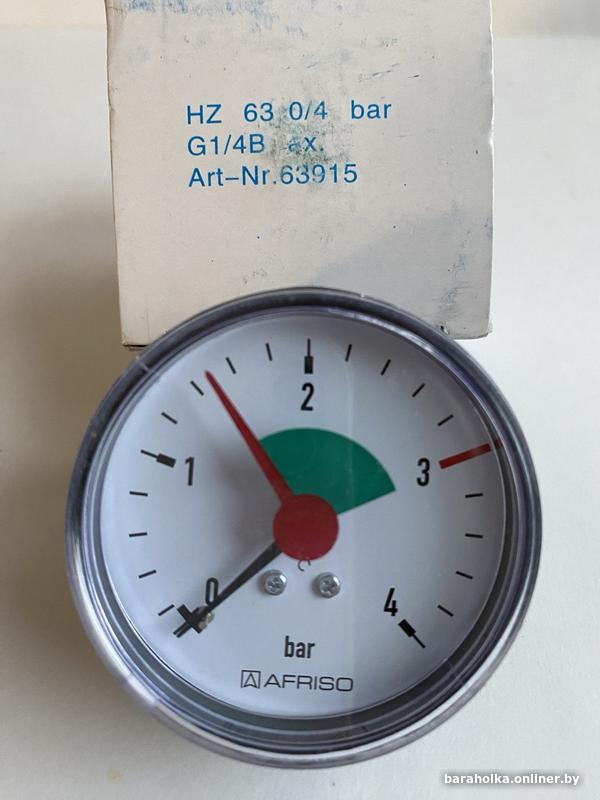 HZ 63 0/4 bar
G1/4B ax.
Art-Nr.63915
2
1
3
0
4
bar
AFRISO
baraholka.onliner.by